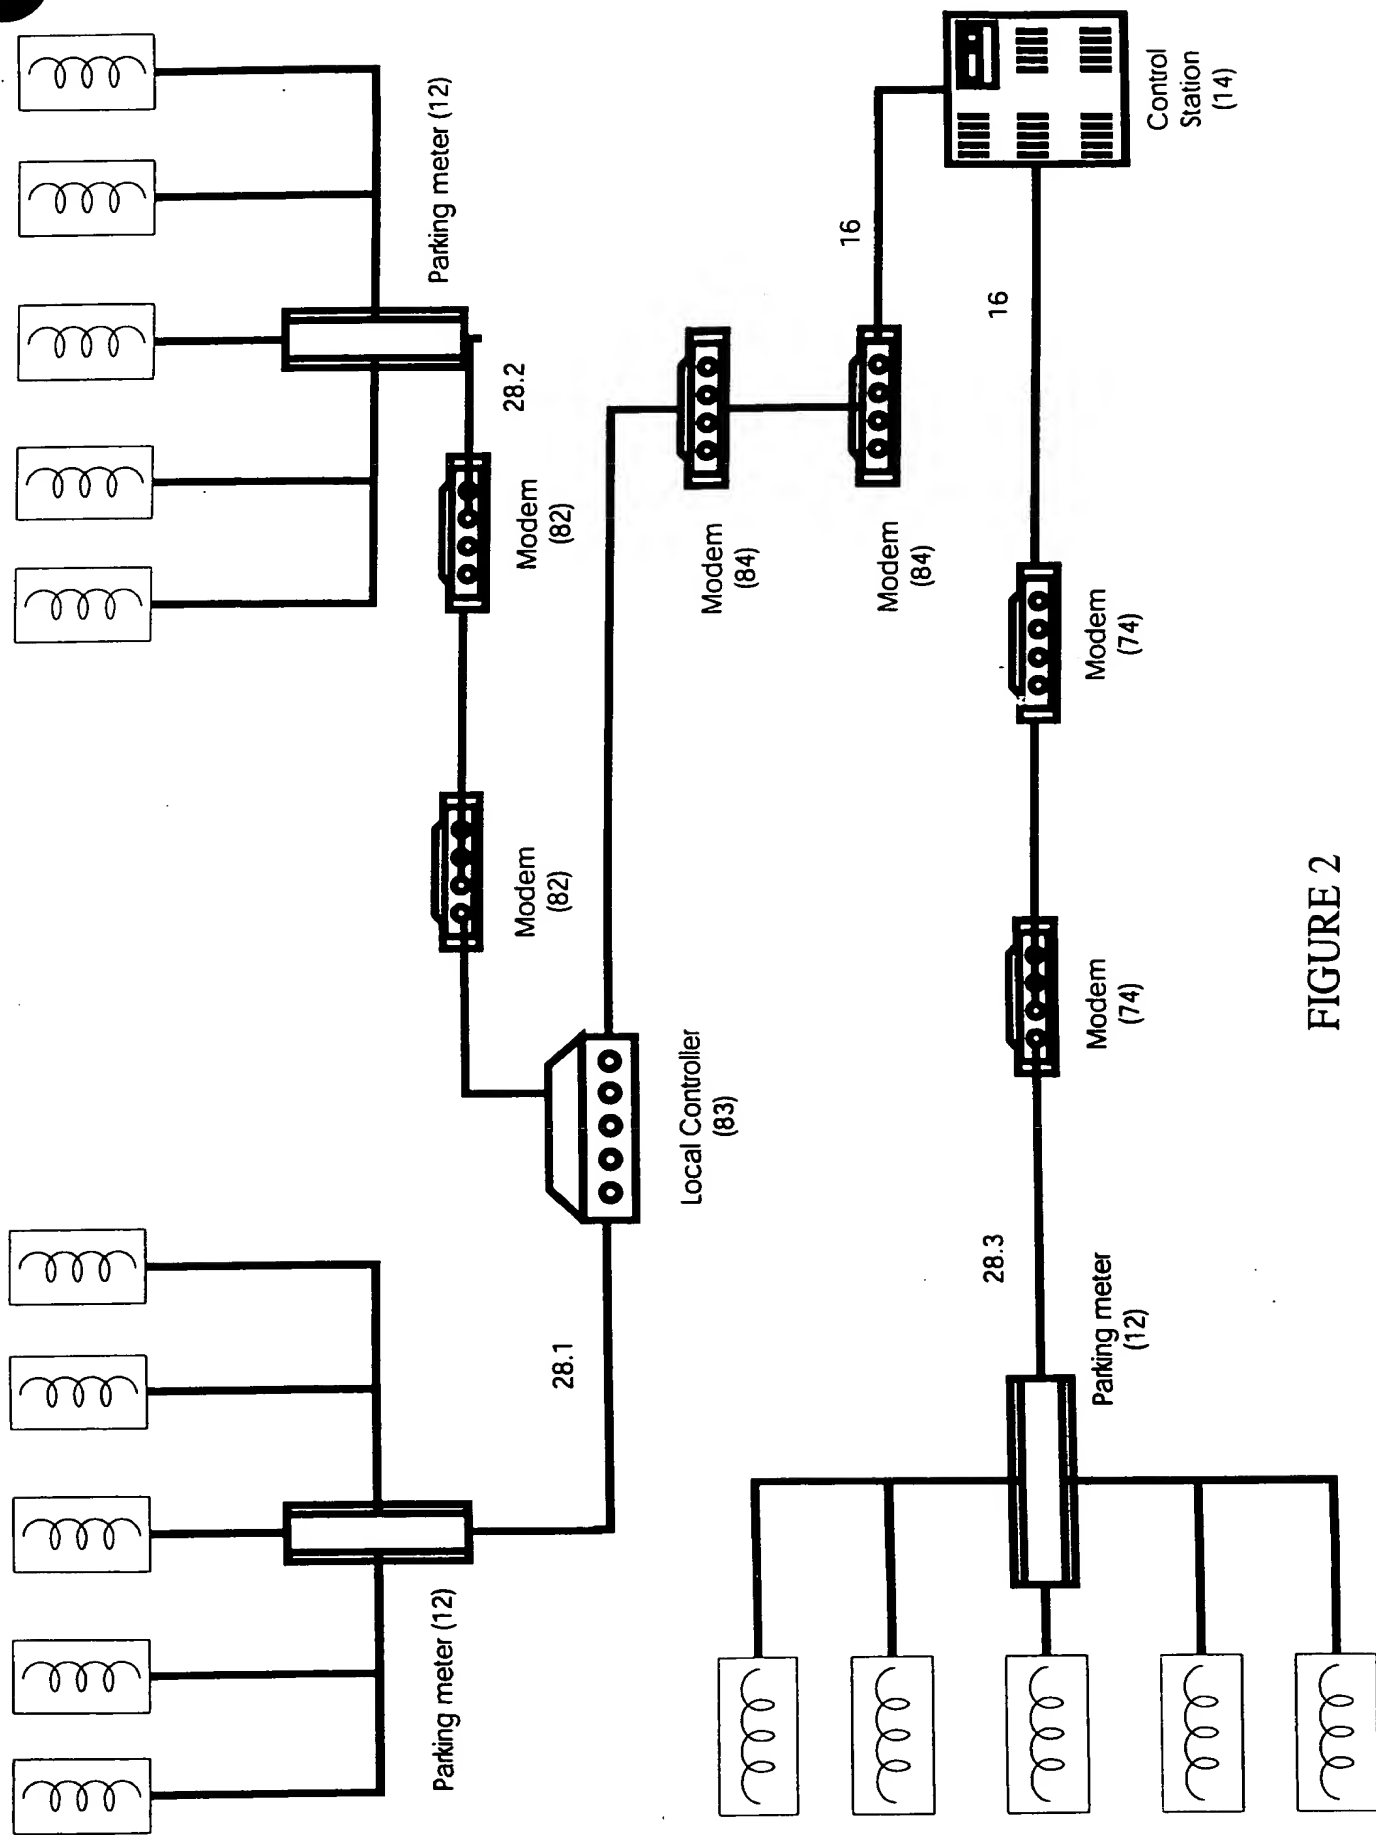 Parking meter (12)
28.1
Local Controller
(83)
Modem
(82)
Modem
(82)
28.2
Parking meter (12)
Modem
(84)
Modem
(84)
16
Parking meter
(12)
28.3
Modem
(74)
Modem
(74)
16
Control
Station
(14)
FIGURE 2